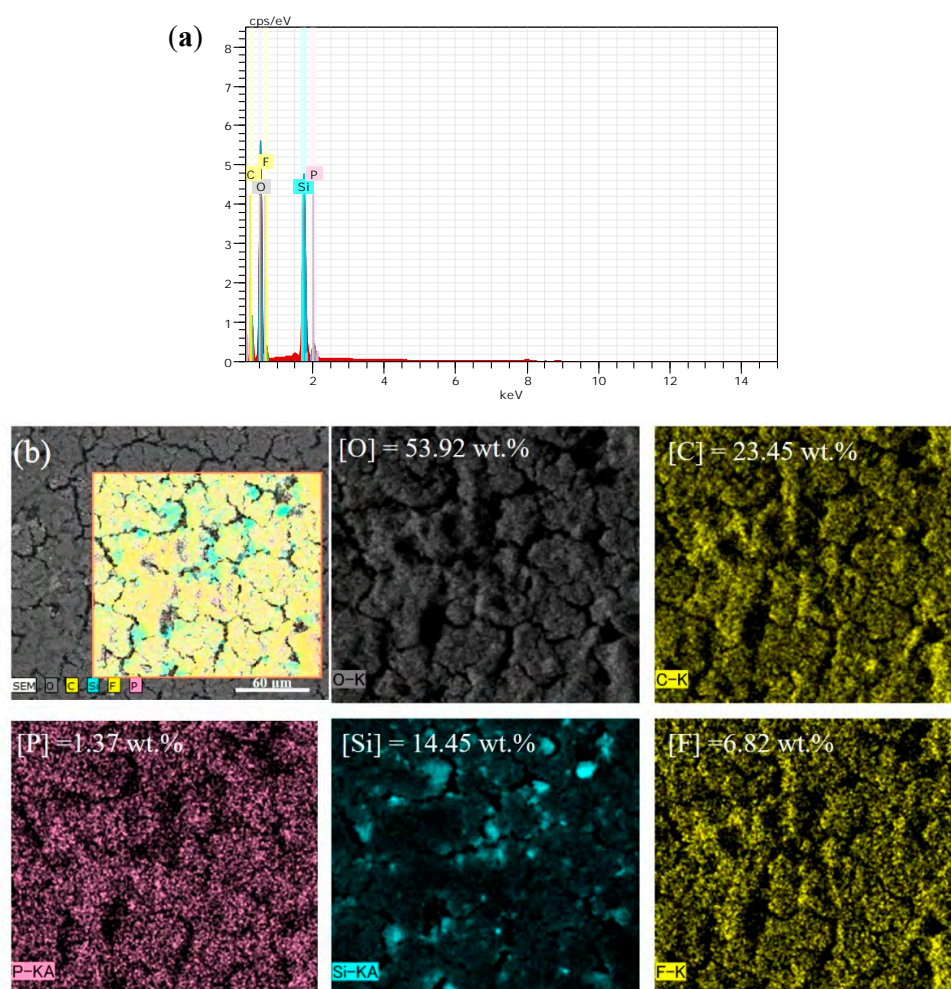 (a)
cps/eV
8
7
6
5
4
3
2
1
0
F
C
P
O
Si
2
4
6
8
10
12
14
keV
(b)
[O] = 53.92 wt.%
[C] = 23.45 wt.%
60 μm
SEM O C Si F P
O-K
C-K
[P] =1.37 wt.%
[Si] = 14.45 wt.%
[F] =6.82 wt.%
P-KA
Si-KA
F-K